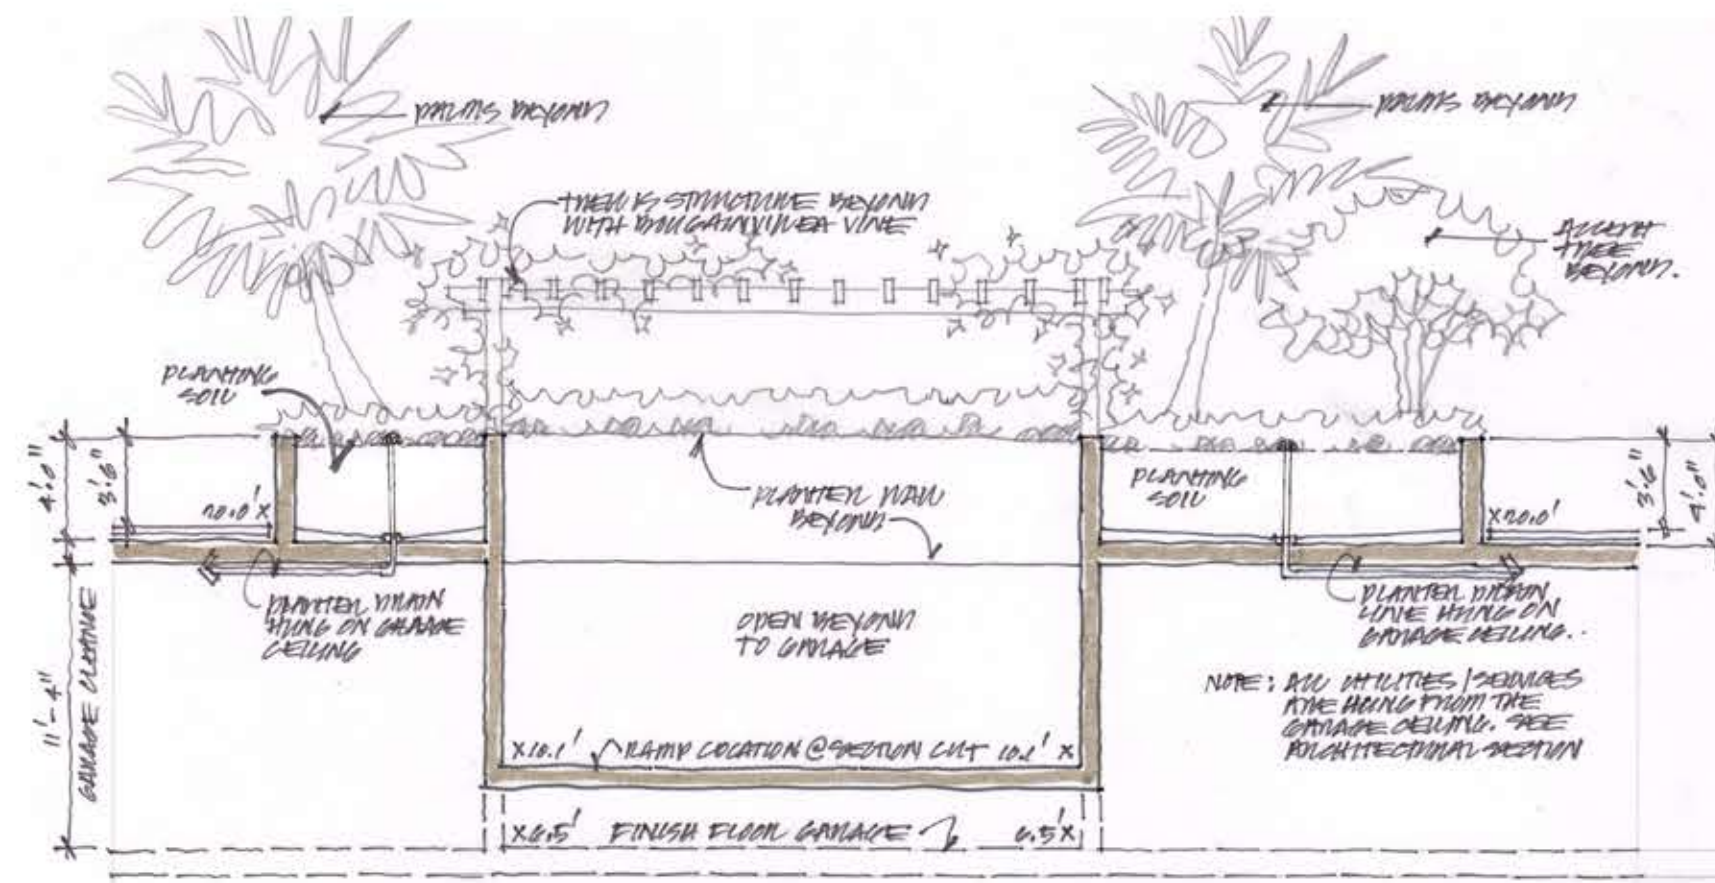 PALMS BEYOND
PALMS BEYOND
TRELLIS STRUCTURE BEYOND
WITH BOUGAINVILLEA VINE
ACCENT
TREE
BEYOND.
PLANTING
SOIL
4'-0"
3'-6"
20.0' X
PLANTER WALL
BEYOND
PLANTING
SOIL
X 20.0'
3'-6"
4'-0"
PLANTER DRAIN
HUNG ON GARAGE
CEILING
OPEN BEYOND
TO GARAGE
PLANTER DRAIN
LINE HUNG ON
GARAGE CEILING..
11'-4"
GARAGE
NOTE: ALL UTILITIES/SERVICES
ARE HUNG FROM THE
GARAGE CEILING. SEE
ARCHITECTURAL SECTION
X 10.1' RAMP LOCATION @ SECTION CUT 10.1' X
X 6.5' FINISH FLOOR GARAGE 6.5' X